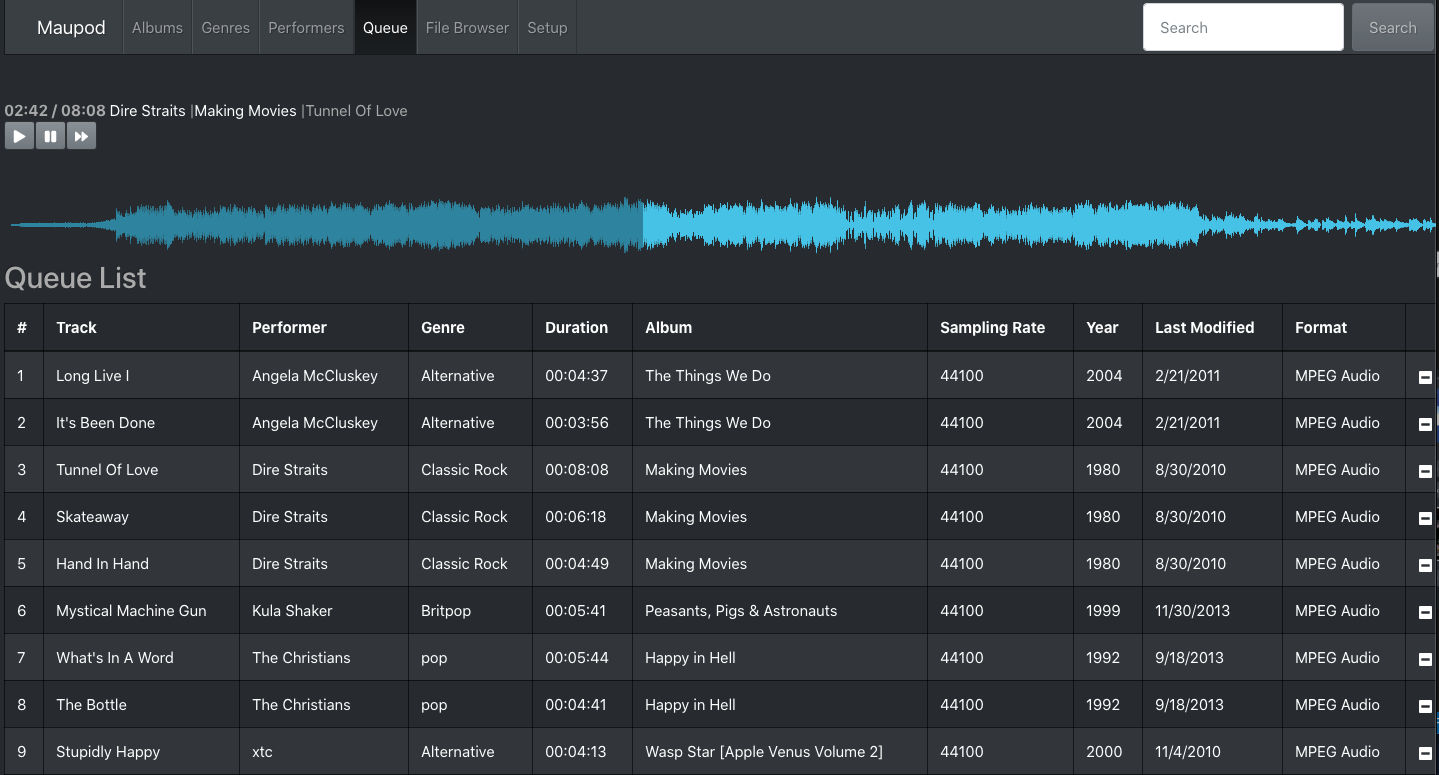 Maupod Albums Genres Performers Queue File Browser Setup Search Search
02:42 / 08:08 Dire Straits |Making Movies |Tunnel Of Love
Queue List
# Track Performer Genre Duration Album Sampling Rate Year Last Modified Format
1 Long Live I Angela McCluskey Alternative 00:04:37 The Things We Do 44100 2004 2/21/2011 MPEG Audio
2 It's Been Done Angela McCluskey Alternative 00:03:56 The Things We Do 44100 2004 2/21/2011 MPEG Audio
3 Tunnel Of Love Dire Straits Classic Rock 00:08:08 Making Movies 44100 1980 8/30/2010 MPEG Audio
4 Skateaway Dire Straits Classic Rock 00:06:18 Making Movies 44100 1980 8/30/2010 MPEG Audio
5 Hand In Hand Dire Straits Classic Rock 00:04:49 Making Movies 44100 1980 8/30/2010 MPEG Audio
6 Mystical Machine Gun Kula Shaker Britpop 00:05:41 Peasants, Pigs & Astronauts 44100 1999 11/30/2013 MPEG Audio
7 What's In A Word The Christians pop 00:05:44 Happy in Hell 44100 1992 9/18/2013 MPEG Audio
8 The Bottle The Christians pop 00:04:41 Happy in Hell 44100 1992 9/18/2013 MPEG Audio
9 Stupidly Happy xtc Alternative 00:04:13 Wasp Star [Apple Venus Volume 2] 44100 2000 11/4/2010 MPEG Audio